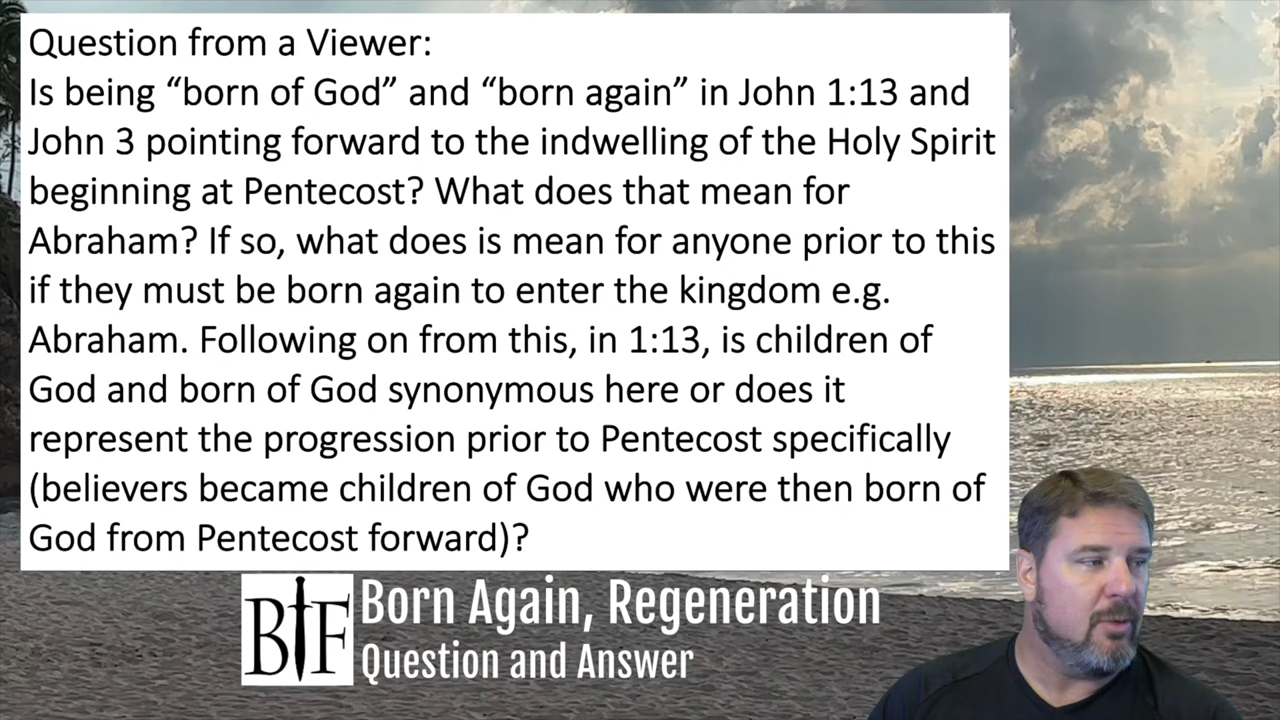 Question from a Viewer:
Is being “born of God” and “born again” in John 1:13 and
John 3 pointing forward to the indwelling of the Holy Spirit
beginning at Pentecost? What does that mean for
Abraham? If so, what does is mean for anyone prior to this
if they must be born again to enter the kingdom e.g.
Abraham. Following on from this, in 1:13, is children of
God and born of God synonymous here or does it
represent the progression prior to Pentecost specifically
(believers became children of God who were then born of
God from Pentecost forward)?
BTF
Born Again, Regeneration
Question and Answer